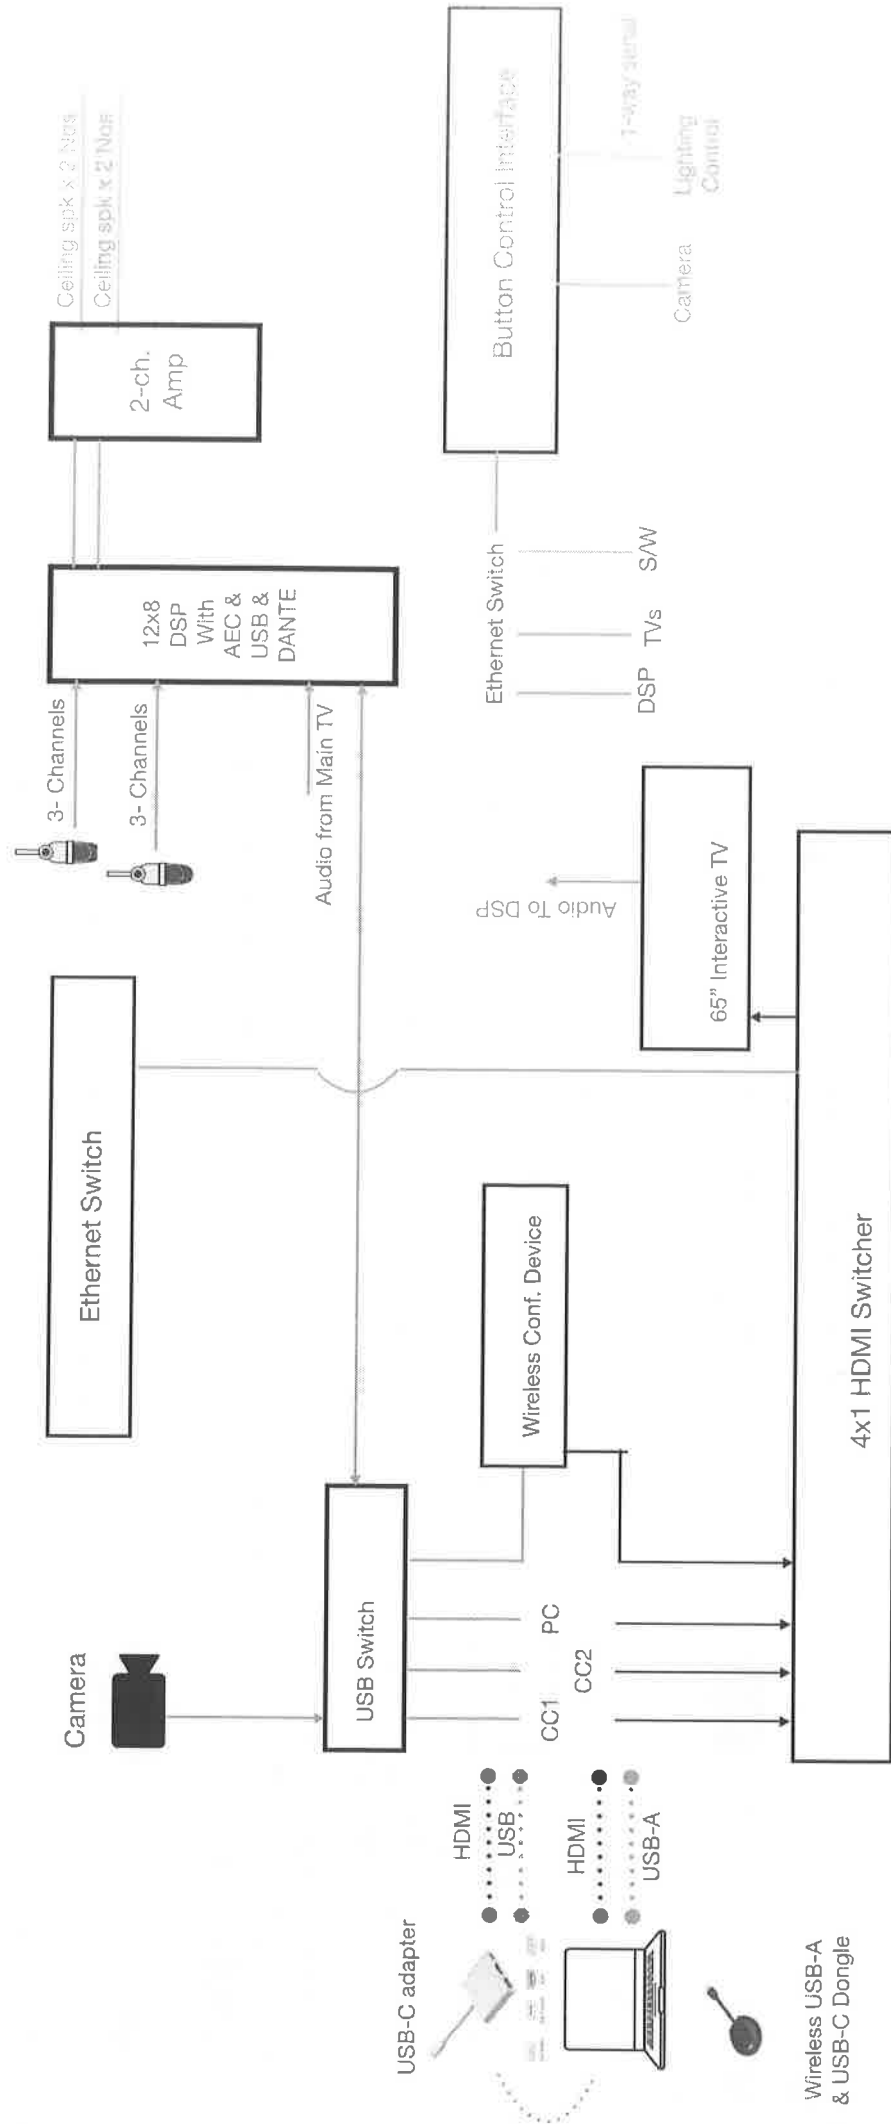 Camera
Ethernet Switch
3- Channels
3- Channels
Audio from Main TV
12x8
DSP
With
AEC &
USB &
DANTE
2-ch.
Amp
Ceiling spk x 2 Nos
Ceiling spk x 2 Nos
USB-C adapter
HDMI
USB
HDMI
USB-A
Wireless USB-A
& USB-C Dongle
USB Switch
CC1
CC2
PC
Wireless Conf. Device
Audio To DSP
65" Interactive TV
4x1 HDMI Switcher
Ethernet Switch
DSP
TVs
S/W
Button Control Interface
Camera
1-way serial
Lighting
Control